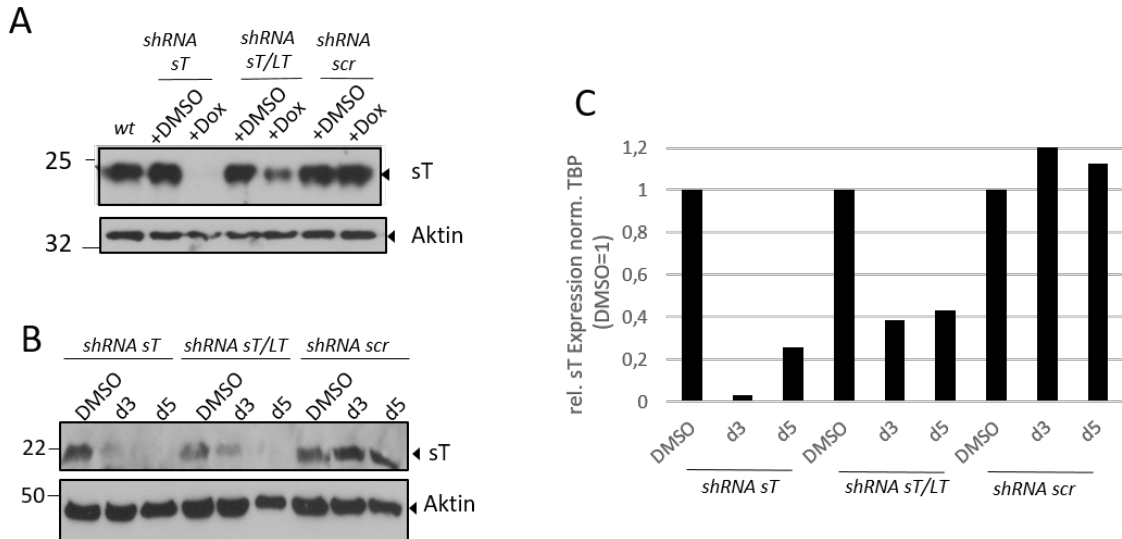 A
shRNA shRNA shRNA
sT sT/LT scr
wt +DMSO +Dox +DMSO +Dox +DMSO +Dox
25
sT
32
Aktin
B
shRNA sT shRNA sT/LT shRNA scr
DMSO d3 d5 DMSO d3 d5 DMSO d3 d5
22
sT
50
Aktin
C
rel. sT Expression norm. TBP
(DMSO=1)
1,2
1
0,8
0,6
0,4
0,2
0
DMSO d3 d5 DMSO d3 d5 DMSO d3 d5
shRNA sT shRNA sT/LT shRNA scr